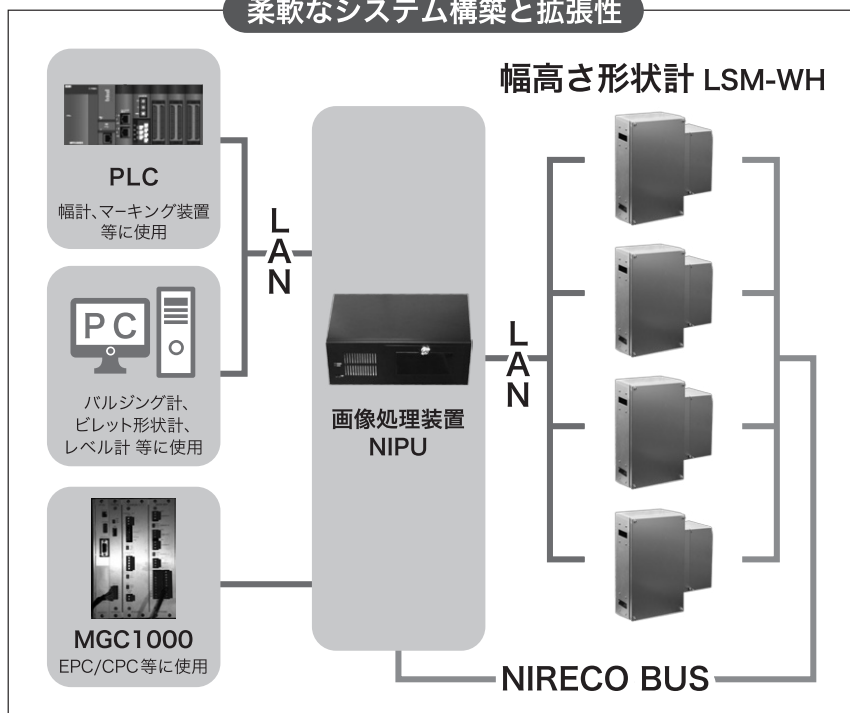 柔軟なシステム構築と拡張性
幅高さ形状計 LSM-WH
PLC
幅計、マーキング装置
等に使用
LAN
PC
バルジング計、
ビレット形状計、
レベル計 等に使用
画像処理装置
NIPU
LAN
MGC1000
EPC/CPC等に使用
NIRECO BUS